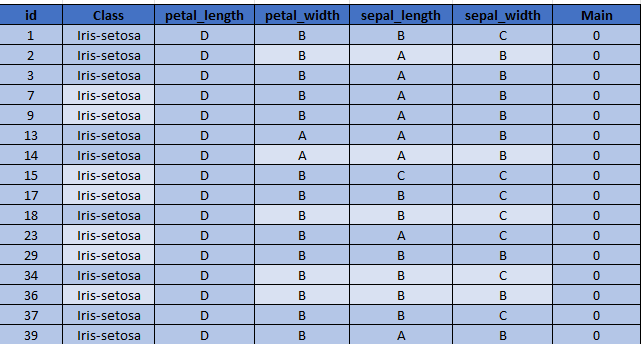 id Class petal_length petal_width sepal_length sepal_width Main
1 Iris-setosa D B B C 0
2 Iris-setosa D B A B 0
3 Iris-setosa D B A B 0
7 Iris-setosa D B A B 0
9 Iris-setosa D B A B 0
13 Iris-setosa D A A B 0
14 Iris-setosa D A A B 0
15 Iris-setosa D B C C 0
17 Iris-setosa D B B C 0
18 Iris-setosa D B B C 0
23 Iris-setosa D B A C 0
29 Iris-setosa D B B B 0
34 Iris-setosa D B B C 0
36 Iris-setosa D B B B 0
37 Iris-setosa D B B C 0
39 Iris-setosa D B A B 0